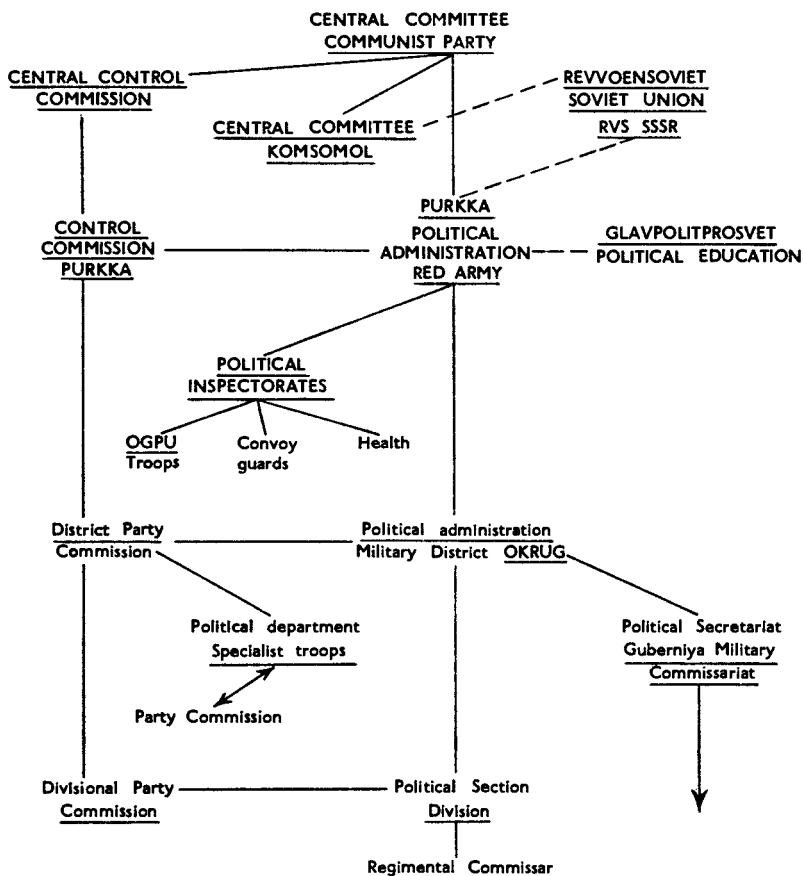 CENTRAL COMMITTEE
COMMUNIST PARTY
CENTRAL CONTROL
COMMISSION
REVVOENSOVIET
SOVIET UNION
RVS SSSR
CENTRAL COMMITTEE
KOMSOMOL
PURKKA
POLITICAL
ADMINISTRATION
RED ARMY
CONTROL
COMMISSION
PURKKA
GLAVPOLITPROSVET
POLITICAL EDUCATION
POLITICAL
INSPECTORATES
OGPU
Troops
Convoy
guards
Health
District Party
Commission
Political administration
Military District OKRUG
Political department
Specialist troops
Party Commission
Political Secretariat
Guberniya Military
Commissariat
Divisional Party
Commission
Political Section
Division
Regimental Commissar